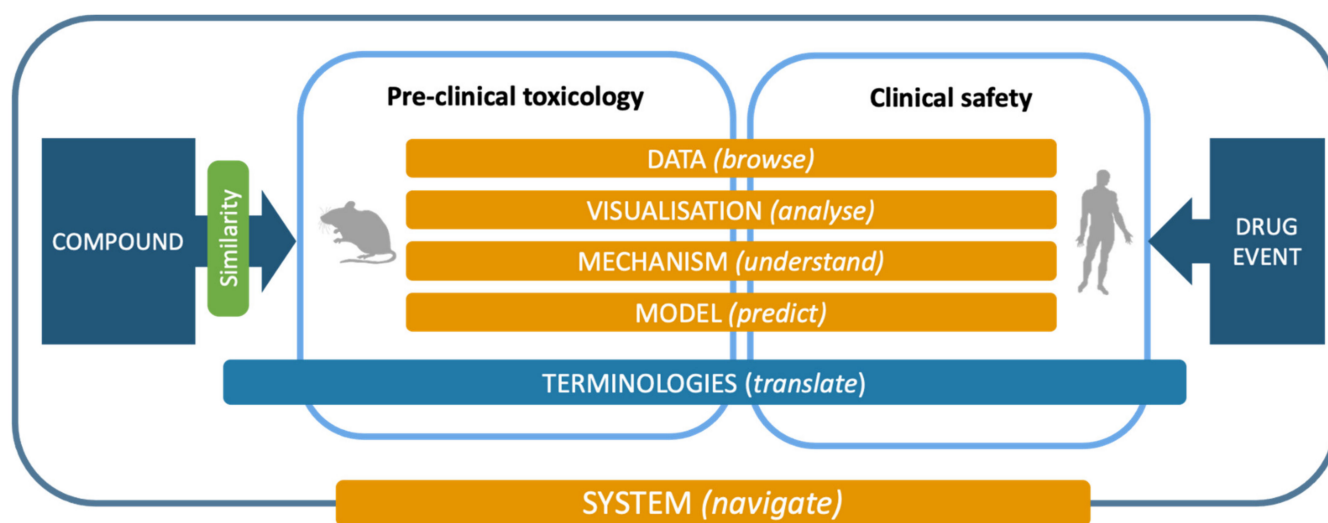 Pre-clinical toxicology
Clinical safety
COMPOUND
Similarity
DATA (browse)
VISUALISATION (analyse)
MECHANISM (understand)
MODEL (predict)
DRUG
EVENT
TERMINOLOGIES (translate)
SYSTEM (navigate)